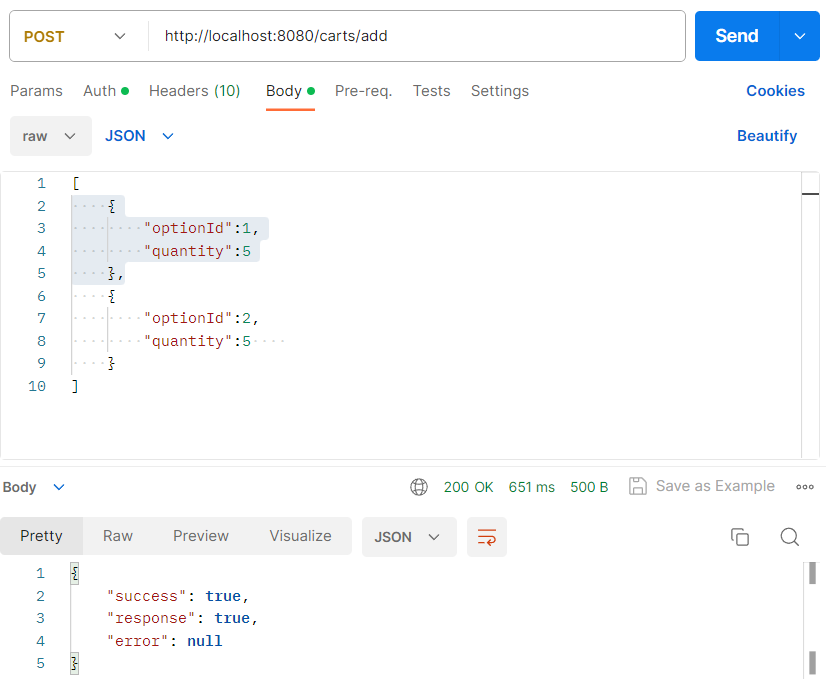 POST http://localhost:8080/carts/add Send
Params Auth Headers (10) Body Pre-req. Tests Settings Cookies
raw JSON Beautify
1 [
2 {
3 "optionId":1,
4 "quantity":5
5 },
6 {
7 "optionId":2,
8 "quantity":5
9 }
10 ]
Body 200 OK 651 ms 500 B Save as Example
Pretty Raw Preview Visualize JSON
1 {
2 "success": true,
3 "response": true,
4 "error": null
5 }